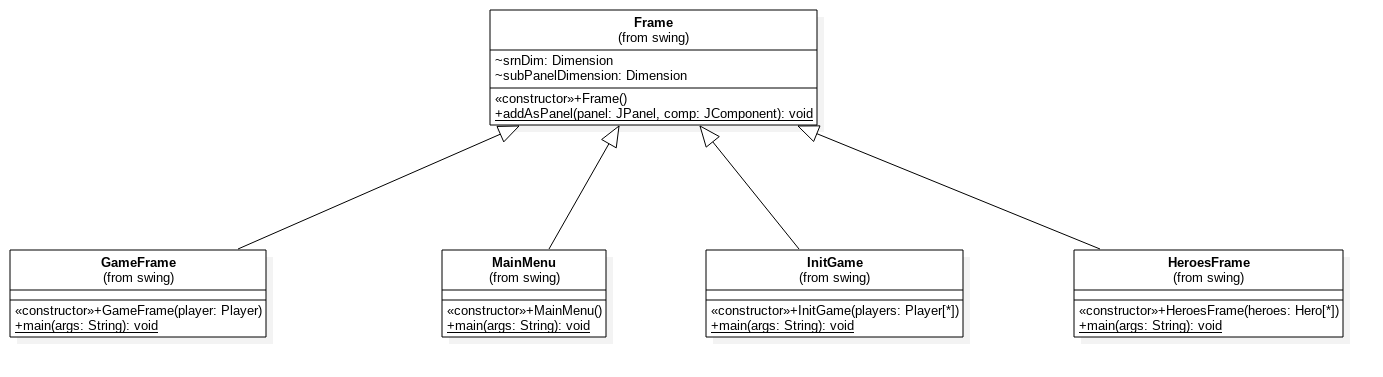 Frame
(from swing)
~srnDim: Dimension
~subPanelDimension: Dimension
«constructor»+Frame()
+addAsPanel(panel: JPanel, comp: JComponent): void
GameFrame
(from swing)
«constructor»+GameFrame(player: Player)
+main(args: String): void
MainMenu
(from swing)
«constructor»+MainMenu()
+main(args: String): void
InitGame
(from swing)
«constructor»+InitGame(players: Player[*])
+main(args: String): void
HeroesFrame
(from swing)
«constructor»+HeroesFrame(heroes: Hero[*])
+main(args: String): void